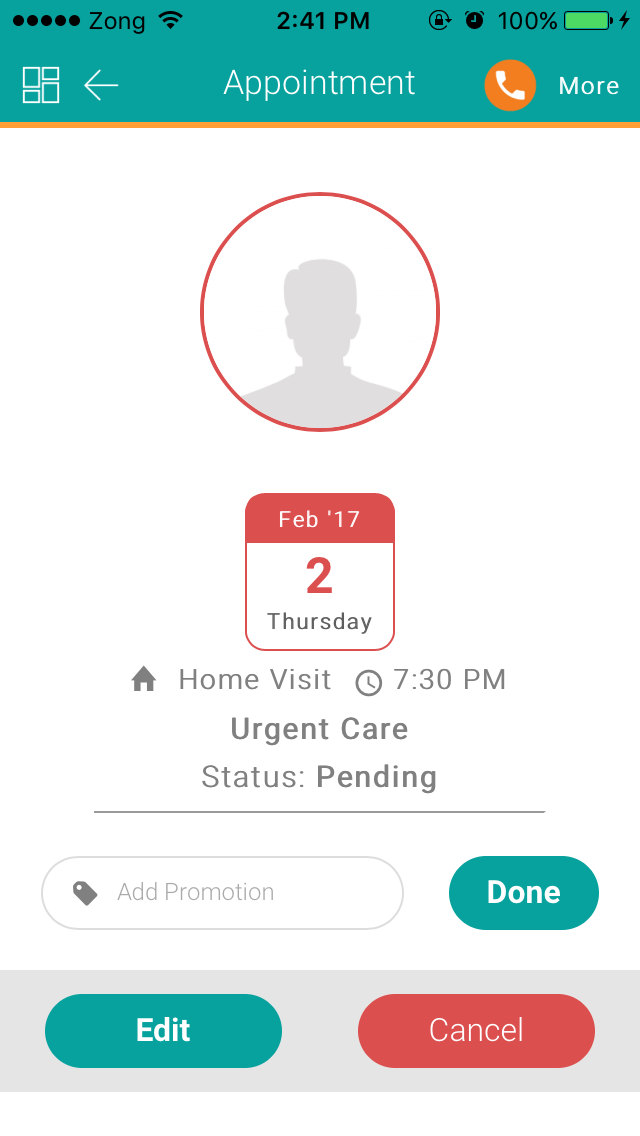 Zong 2:41 PM 100%
Appointment More
Feb '17
2
Thursday
Home Visit 7:30 PM
Urgent Care
Status: Pending
Add Promotion Done
Edit Cancel